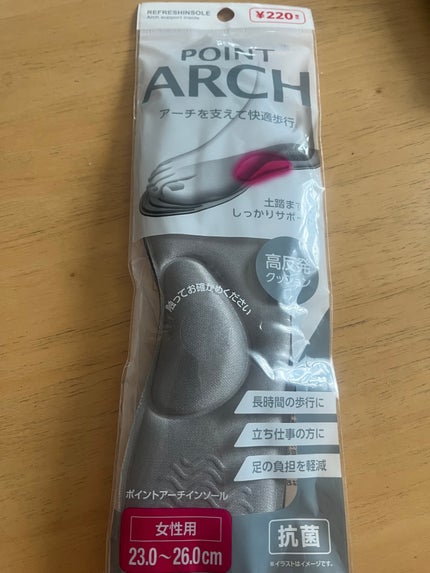 REFRESHINSOLE
Arch support insole
¥220
POINT
ARCH
アーチを支えて快適歩行
土踏まず
しっかりサポート
高反発
クッション
触ってお確かめください
長時間の歩行に
立ち仕事の方に
足の負担を軽減
ポイントアーチインソール
女性用
23.0～26.0cm
抗菌
※イラストはイメージです。